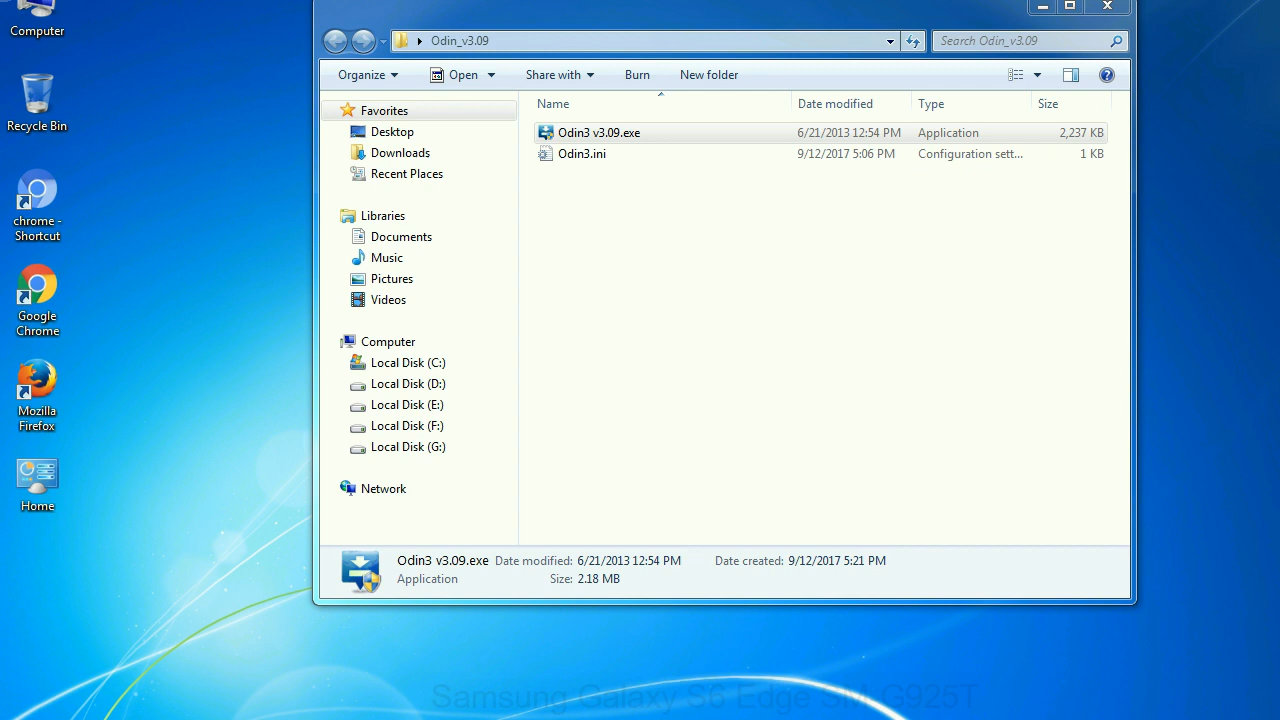 Computer
Recycle Bin
chrome -
Shortcut
Google
Chrome
Mozilla
Firefox
Home
Odin_v3.09
Search Odin_v3.09
Organize
Open
Share with
Burn
New folder
Name
Date modified
Type
Size
Odin3 v3.09.exe
6/21/2013 12:54 PM
Application
2,237 KB
Odin3.ini
9/12/2017 5:06 PM
Configuration sett...
1 KB
Favorites
Desktop
Downloads
Recent Places
Libraries
Documents
Music
Pictures
Videos
Computer
Local Disk (C:)
Local Disk (D:)
Local Disk (E:)
Local Disk (F:)
Local Disk (G:)
Network
Odin3 v3.09.exe
Date modified: 6/21/2013 12:54 PM
Date created: 9/12/2017 5:21 PM
Application
Size: 2.18 MB
Samsung Galaxy S6 Edge SM-G925T